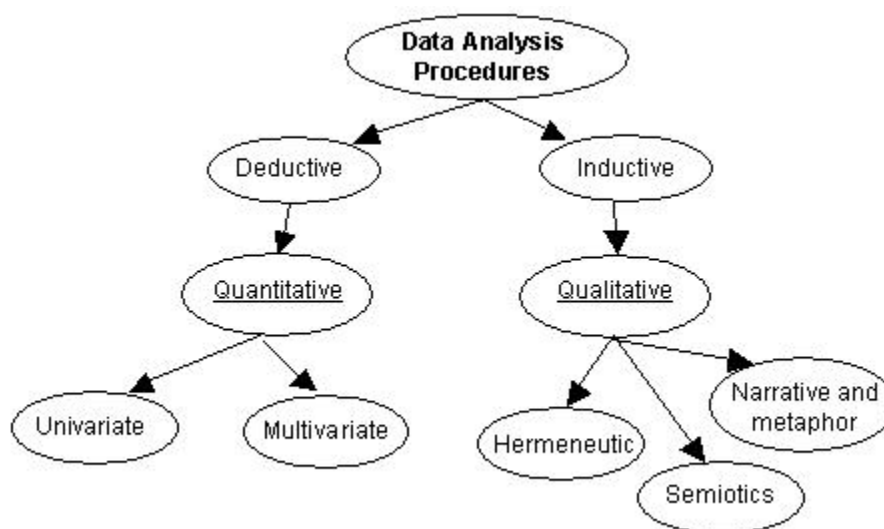 Data Analysis
Procedures
Deductive
Inductive
Quantitative
Qualitative
Univariate
Multivariate
Hermeneutic
Narrative and
metaphor
Semiotics